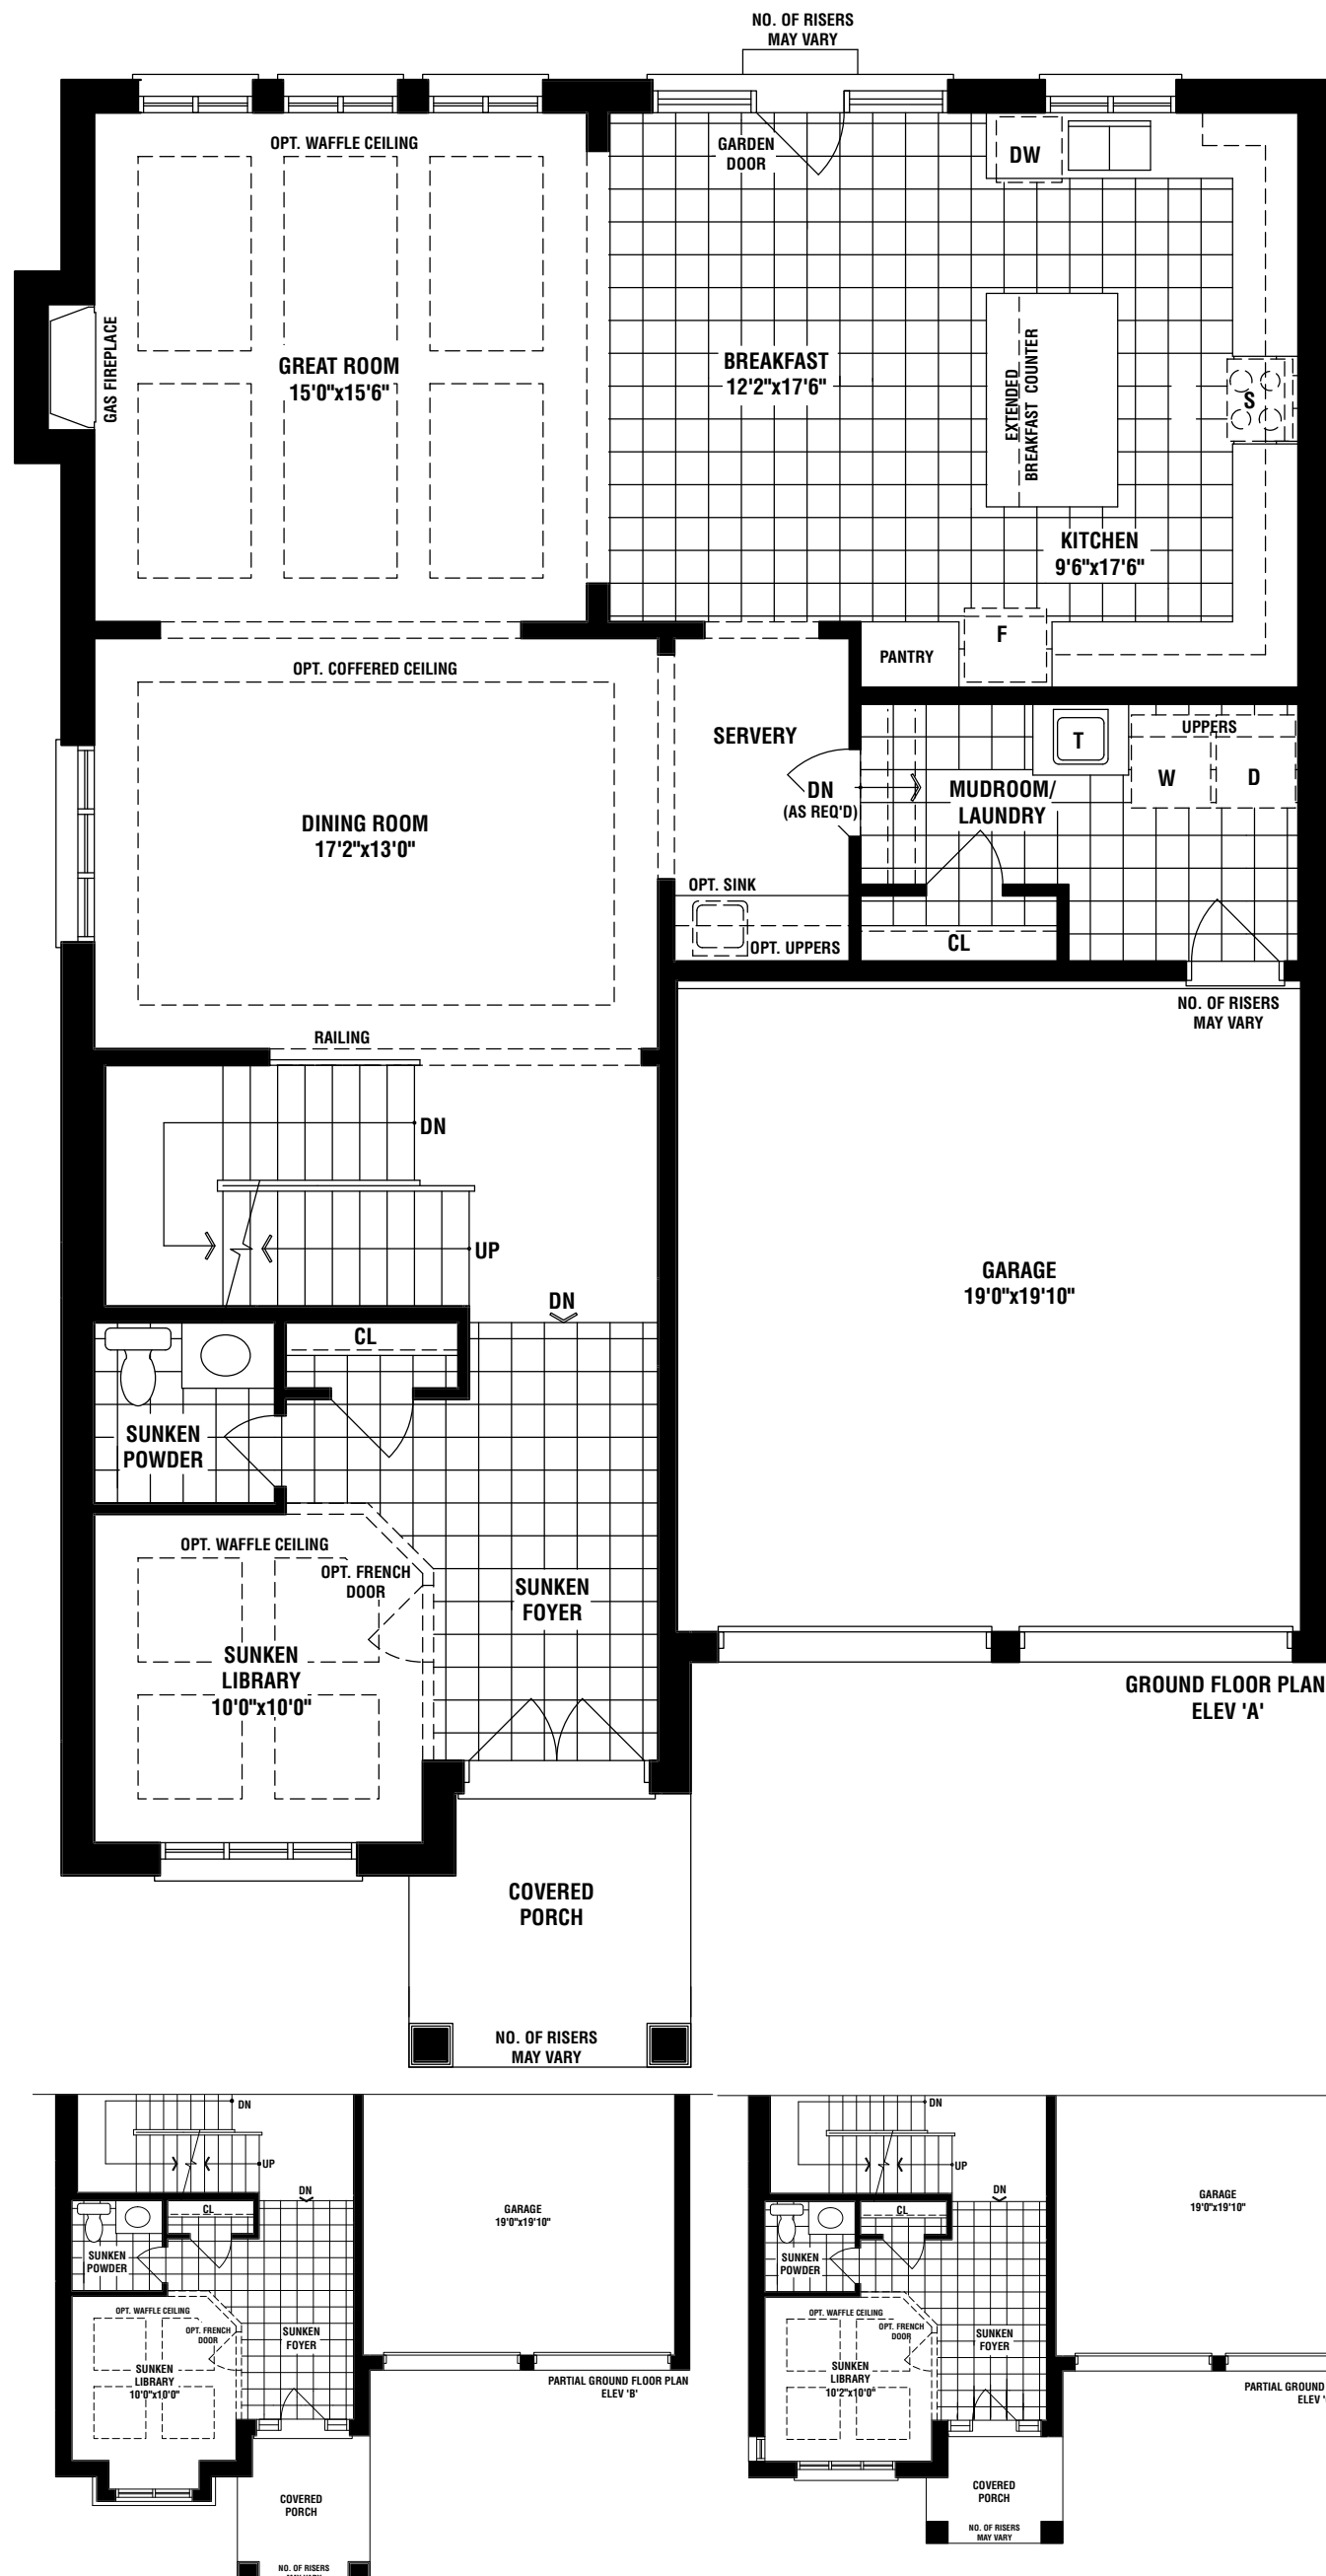 NO. OF RISERS
MAY VARY
OPT. WAFFLE CEILING
GARDEN
DOOR
DW
GAS FIREPLACE
GREAT ROOM
15'0"x15'6"
BREAKFAST
12'2"x17'6"
EXTENDED
BREAKFAST COUNTER
S
KITCHEN
9'6"x17'6"
F
PANTRY
OPT. COFFERED CEILING
SERVERY
T
UPPERS
W
D
DN
(AS REQ'D)
MUDROOM/
LAUNDRY
DINING ROOM
17'2"x13'0"
OPT. SINK
OPT. UPPERS
CL
NO. OF RISERS
MAY VARY
RAILING
DN
UP
DN
GARAGE
19'0"x19'10"
CL
SUNKEN
POWDER
OPT. WAFFLE CEILING
OPT. FRENCH
DOOR
SUNKEN
FOYER
SUNKEN
LIBRARY
10'0"x10'0"
GROUND FLOOR PLAN
ELEV 'A'
COVERED
PORCH
NO. OF RISERS
MAY VARY
DN
UP
DN
CL
GARAGE
19'0"x19'10"
SUNKEN
POWDER
OPT. WAFFLE CEILING
OPT. FRENCH
DOOR
SUNKEN
FOYER
SUNKEN
LIBRARY
10'0"x10'0"
PARTIAL GROUND FLOOR PLAN
ELEV 'B'
COVERED
PORCH
NO. OF RISERS
DN
UP
DN
CL
GARAGE
19'0"x19'10"
SUNKEN
POWDER
OPT. WAFFLE CEILING
OPT. FRENCH
DOOR
SUNKEN
FOYER
SUNKEN
LIBRARY
10'2"x10'0"
PARTIAL GROUND
ELEV '
COVERED
PORCH
NO. OF RISERS
MAY VARY